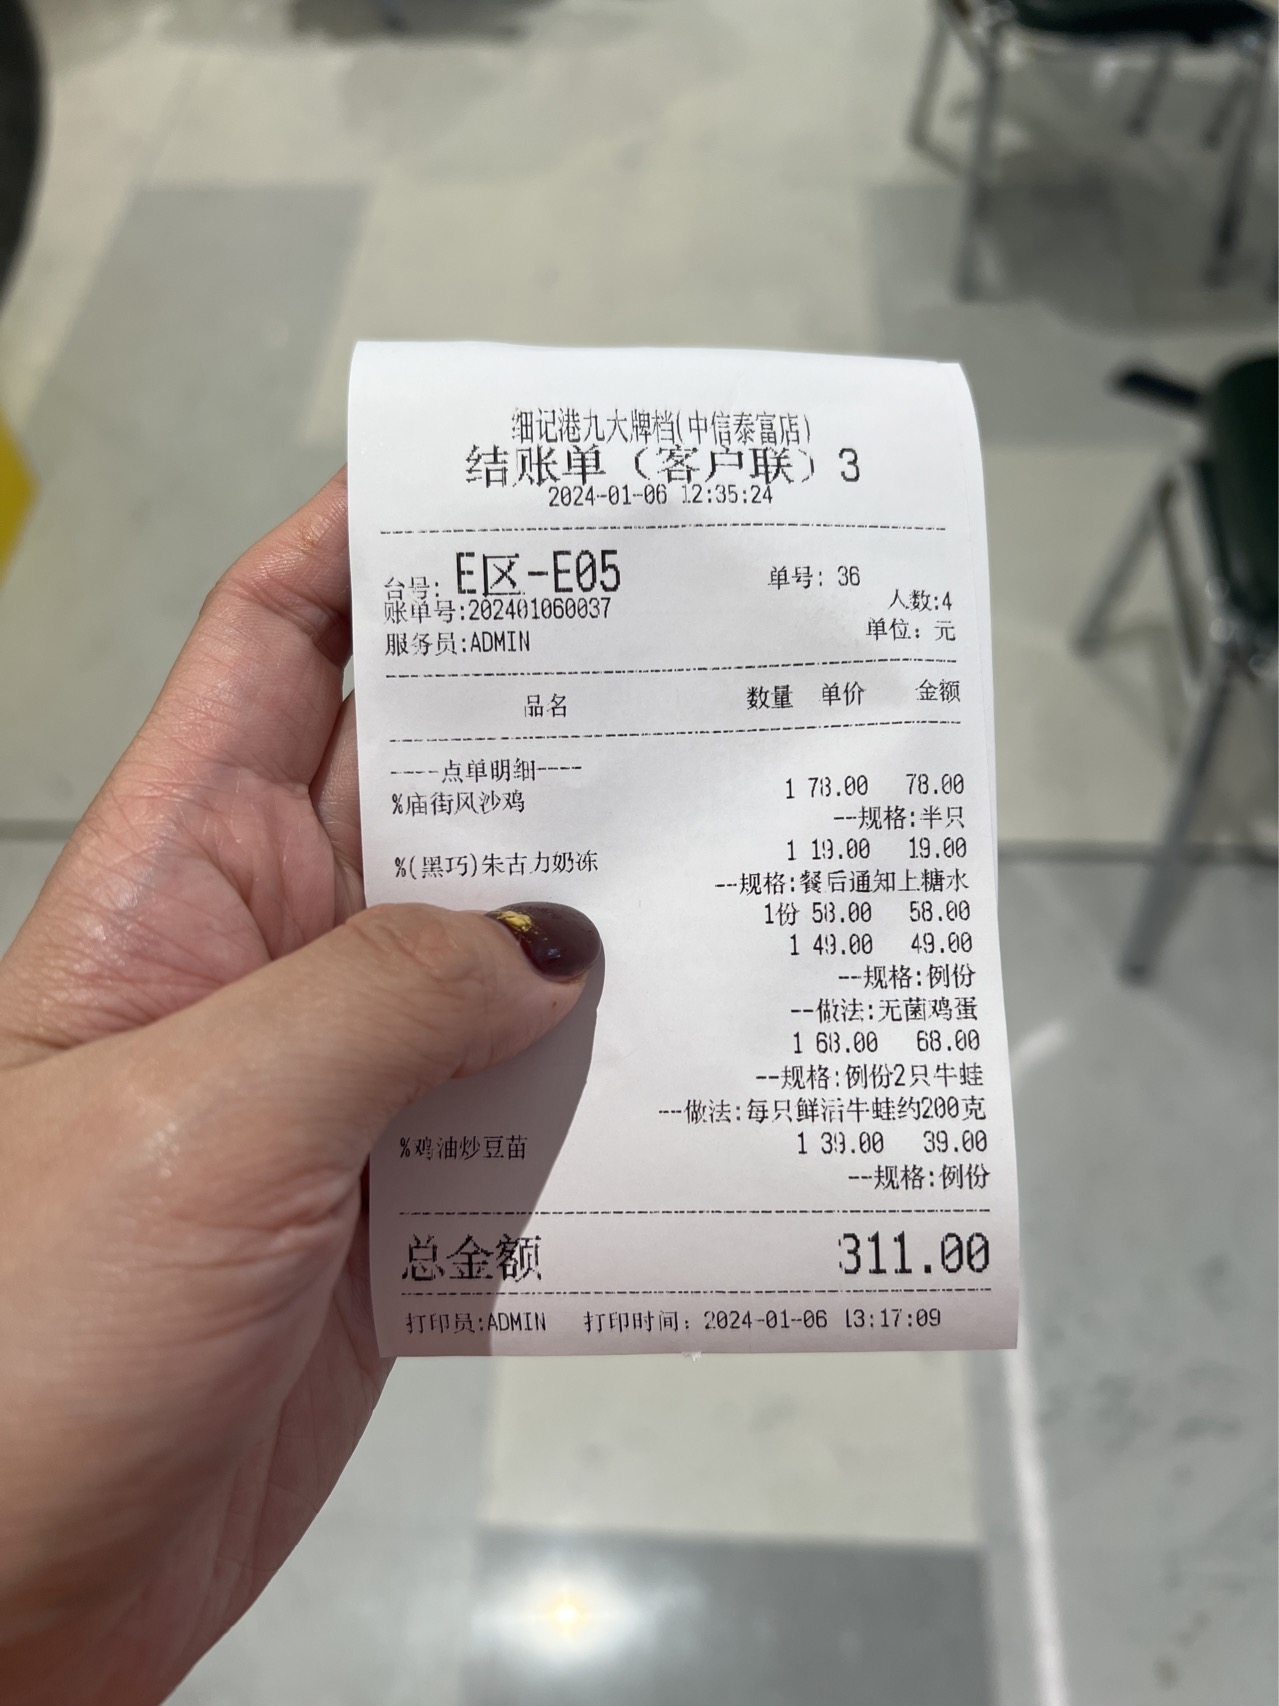 细记港九大牌档(中信泰富店)
结账单（客户联）3
2024-01-06 12:35:24
台号: E区-E05 单号: 36
账单号:202401060037 人数:4
服务员:ADMIN 单位: 元
品名 数量 单价 金额
----点单明细----
%庙街风沙鸡 1 78.00 78.00
--规格:半只
%(黑巧)朱古力奶冻 1 19.00 19.00
--规格:餐后通知上糖水
1份 58.00 58.00
1 49.00 49.00
--规格:例份
--做法:无菌鸡蛋
1 68.00 68.00
--规格:例份2只牛蛙
---做法:每只鲜活牛蛙约200克
%鸡油炒豆苗 1 39.00 39.00
--规格:例份
总金额 311.00
打印员:ADMIN 打印时间: 2024-01-06 13:17:09